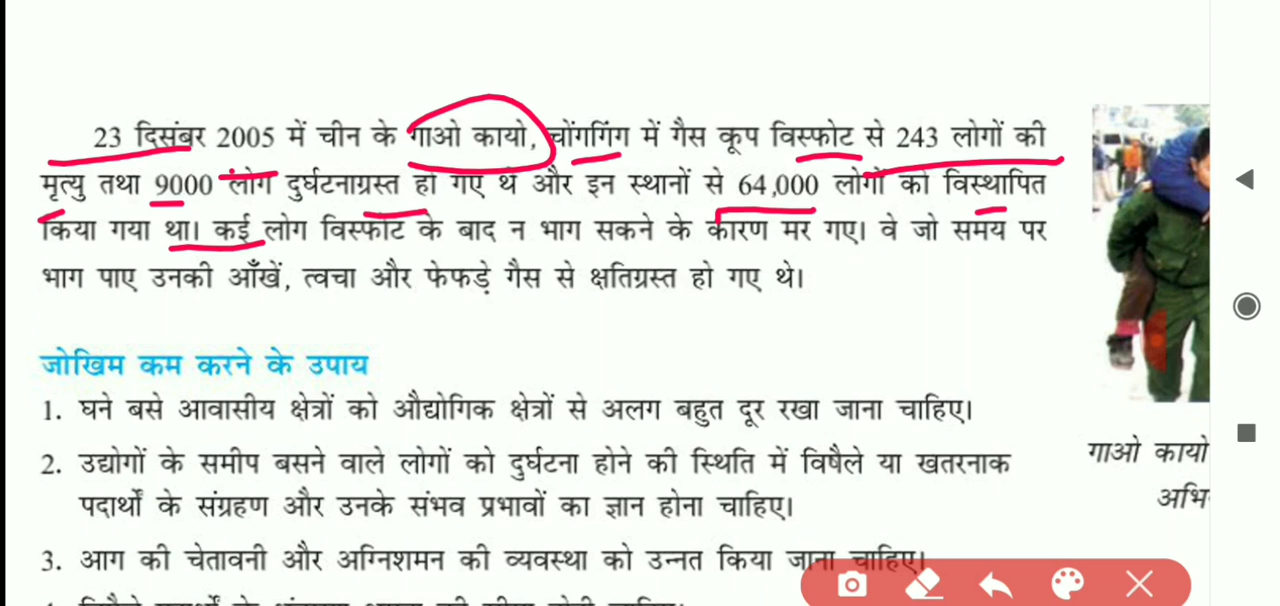 23 दिसंबर 2005 में चीन के गाओ कायो, चोंगगिंग में गैस कूप विस्फोट से 243 लोगों की
मृत्यु तथा 9000 लोग दुर्घटनाग्रस्त हो गए थे और इन स्थानों से 64,000 लोगों को विस्थापित
किया गया था। कई लोग विस्फोट के बाद न भाग सकने के कारण मर गए। वे जो समय पर
भाग पाए उनकी आँखें, त्वचा और फेफड़े गैस से क्षतिग्रस्त हो गए थे।
जोखिम कम करने के उपाय
1. घने बसे आवासीय क्षेत्रों को औद्योगिक क्षेत्रों से अलग बहुत दूर रखा जाना चाहिए।
2. उद्योगों के समीप बसने वाले लोगों को दुर्घटना होने की स्थिति में विषैले या खतरनाक
पदार्थों के संग्रहण और उनके संभव प्रभावों का ज्ञान होना चाहिए।
3. आग की चेतावनी और अग्निशमन की व्यवस्था को उन्नत किया जाना चाहिए।
गाओ कायो
अभि